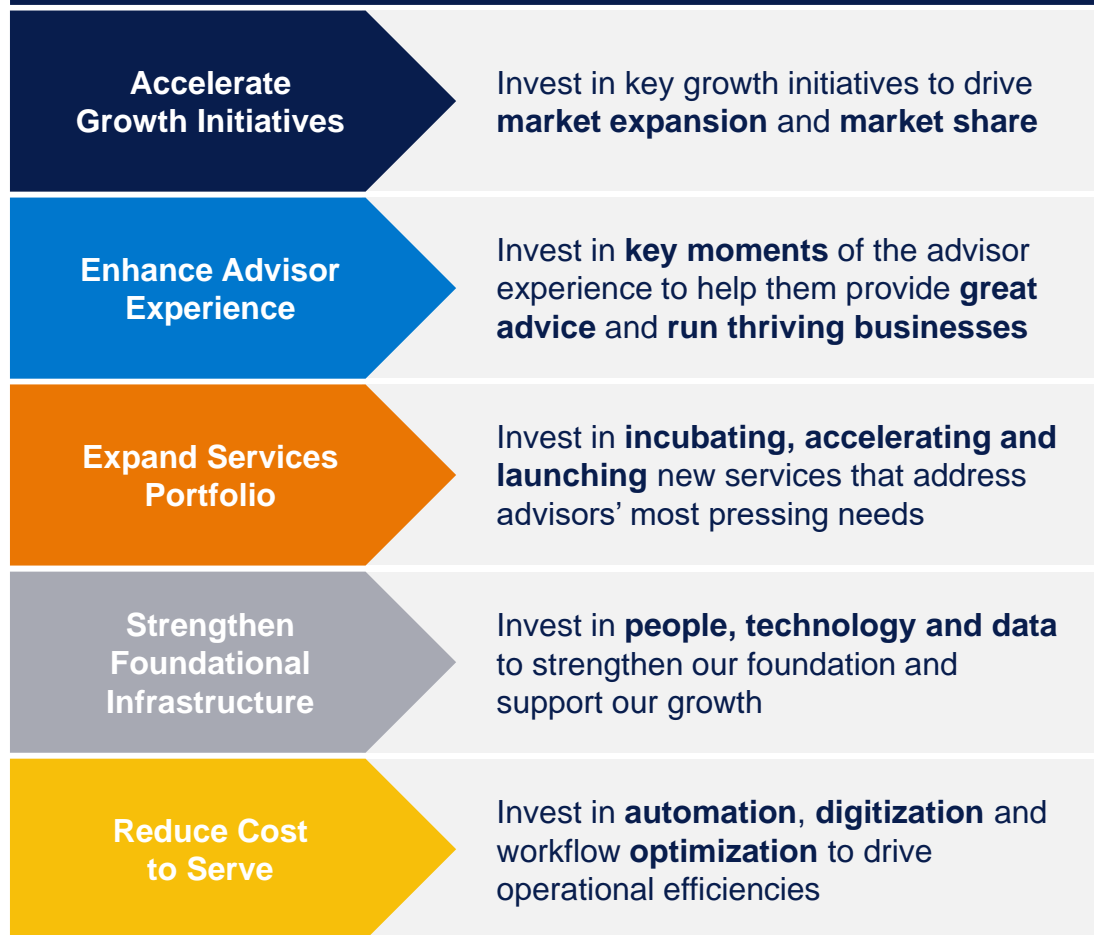 Accelerate
Growth Initiatives
Invest in key growth initiatives to drive
market expansion and market share
Enhance Advisor
Experience
Invest in key moments of the advisor
experience to help them provide great
advice and run thriving businesses
Expand Services
Portfolio
Invest in incubating, accelerating and
launching new services that address
advisors’ most pressing needs
Strengthen
Foundational
Infrastructure
Invest in people, technology and data
to strengthen our foundation and
support our growth
Reduce Cost
to Serve
Invest in automation, digitization and
workflow optimization to drive
operational efficiencies